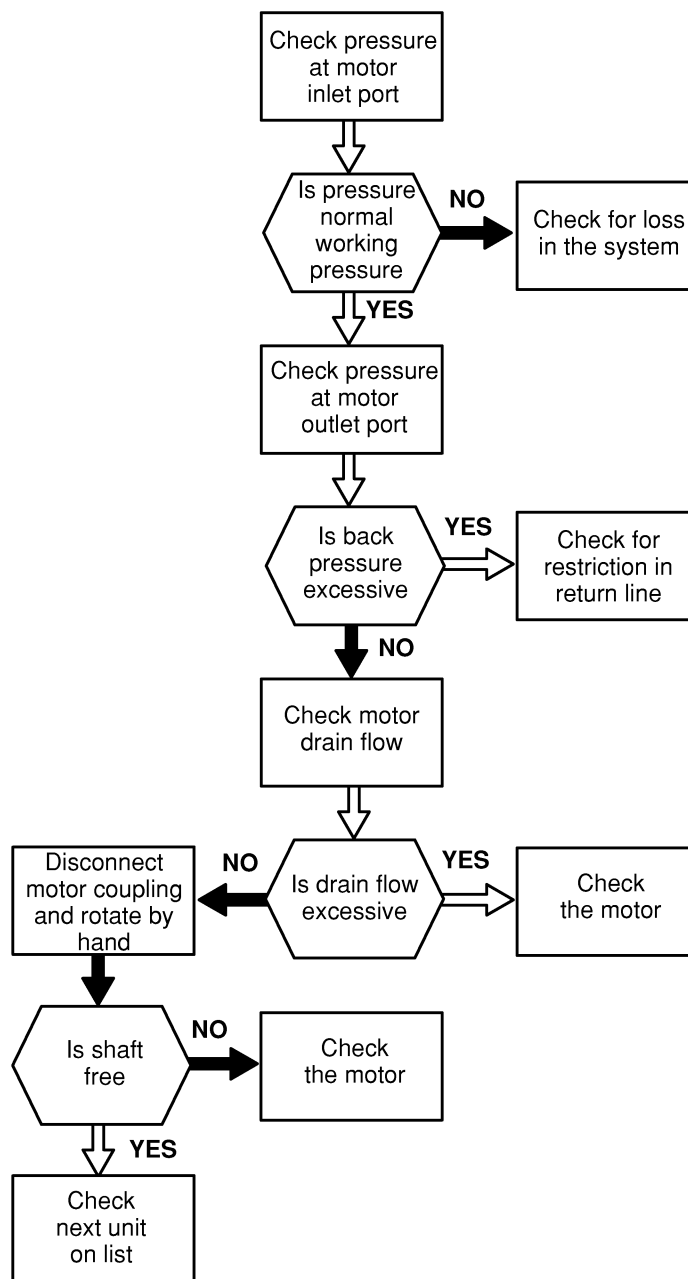 Check pressure
at motor
inlet port
Is pressure
normal
working
pressure
NO
Check for loss
in the system
YES
Check pressure
at motor
outlet port
Is back
pressure
excessive
YES
Check for
restriction in
return line
NO
Check motor
drain flow
Is drain flow
excessive
YES
Check
the motor
NO
Disconnect
motor coupling
and rotate by
hand
Is shaft
free
NO
Check
the motor
YES
Check
next unit
on list